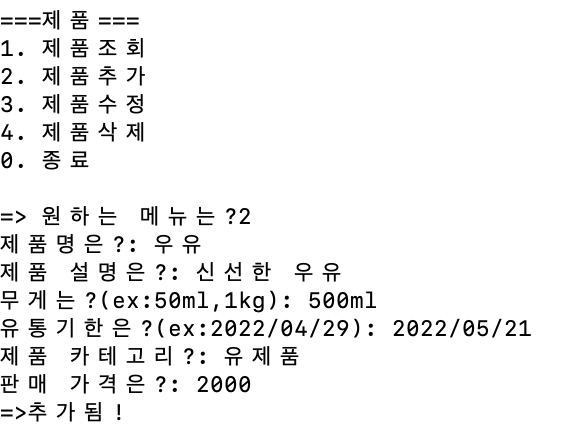 ===제품===
1. 제품조회
2. 제품추가
3. 제품수정
4. 제품삭제
0. 종료

=> 원하는 메뉴는?2
제품명은?: 우유
제품 설명은?: 신선한 우유
무게는?(ex:50ml,1kg): 500ml
유통기한은?(ex:2022/04/29): 2022/05/21
제품 카테고리?: 유제품
판매 가격은?: 2000
=>추가됨!